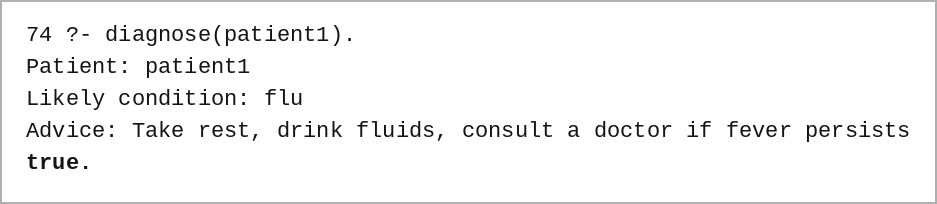 74 ?- diagnose(patient1).
Patient: patient1
Likely condition: flu
Advice: Take rest, drink fluids, consult a doctor if fever persists
true.